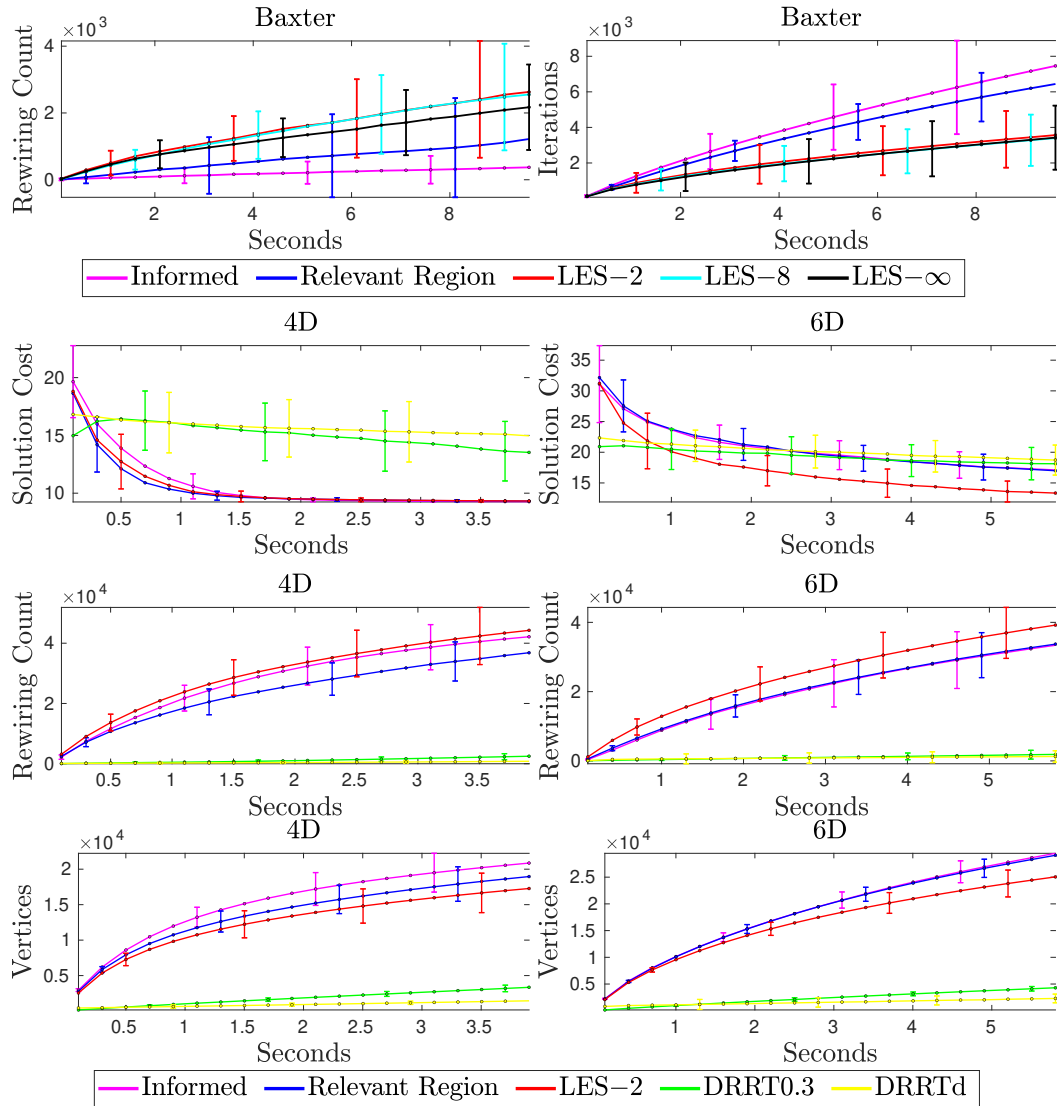 Baxter
×10³
Rewiring Count
4
2
0
2 4 6 8
Seconds
Baxter
×10³
Iterations
8
6
4
2
2 4 6 8
Seconds
Informed Relevant Region LES−2 LES−8 LES−∞
4D
Solution Cost
20
15
10
0.5 1 1.5 2 2.5 3 3.5
Seconds
6D
Solution Cost
35
30
25
20
15
1 2 3 4 5
Seconds
4D
×10⁴
Rewiring Count
4
2
0
0.5 1 1.5 2 2.5 3 3.5
Seconds
6D
×10⁴
Rewiring Count
4
2
0
1 2 3 4 5
Seconds
4D
×10⁴
Vertices
2
1.5
1
0.5
0.5 1 1.5 2 2.5 3 3.5
Seconds
6D
×10⁴
Vertices
2.5
2
1.5
1
0.5
1 2 3 4 5
Seconds
Informed Relevant Region LES−2 DRRT0.3 DRRTd